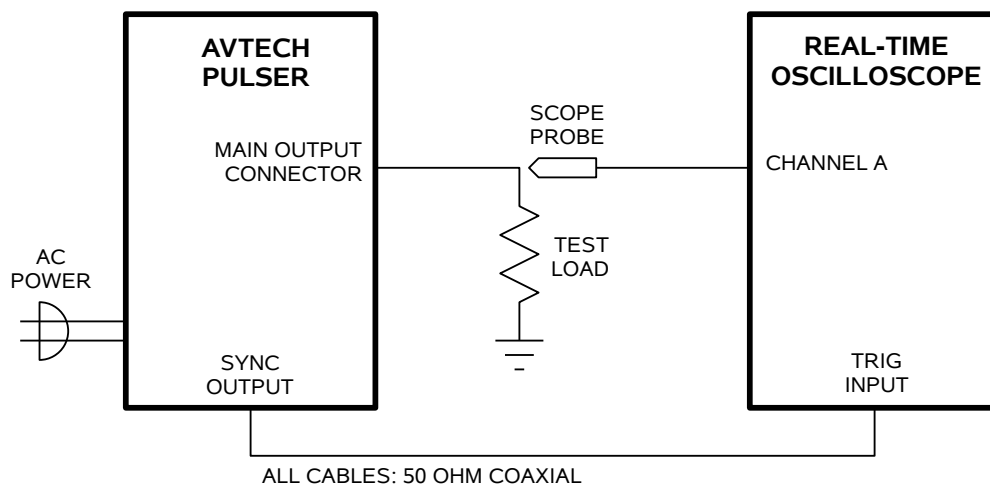 AVTECH
PULSER
REAL-TIME
OSCILLOSCOPE
SCOPE
PROBE
MAIN OUTPUT
CONNECTOR
CHANNEL A
TEST
LOAD
AC
POWER
SYNC
OUTPUT
TRIG
INPUT
ALL CABLES: 50 OHM COAXIAL